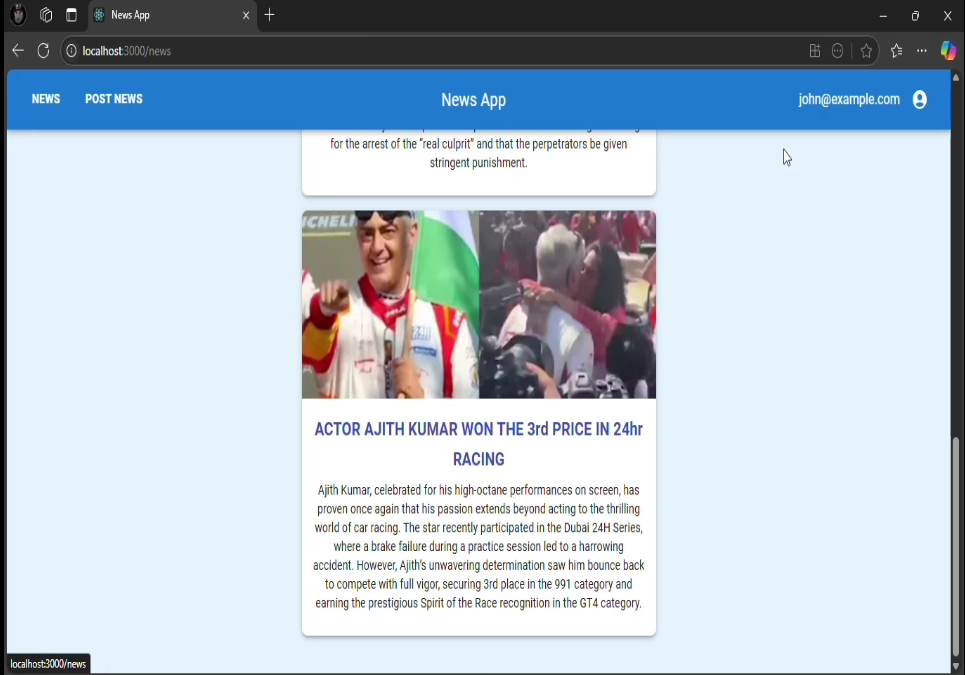 News App
localhost:3000/news
NEWS
POST NEWS
News App
john@example.com
for the arrest of the "real culprit" and that the perpetrators be given
stringent punishment.
ICHELI
ACTOR AJITH KUMAR WON THE 3rd PRICE IN 24hr
RACING
Ajith Kumar, celebrated for his high-octane performances on screen, has
proven once again that his passion extends beyond acting to the thrilling
world of car racing. The star recently participated in the Dubai 24H Series,
where a brake failure during a practice session led to a harrowing
accident. However, Ajith's unwavering determination saw him bounce back
to compete with full vigor, securing 3rd place in the 991 category and
earning the prestigious Spirit of the Race recognition in the GT4 category.
localhost:3000/news